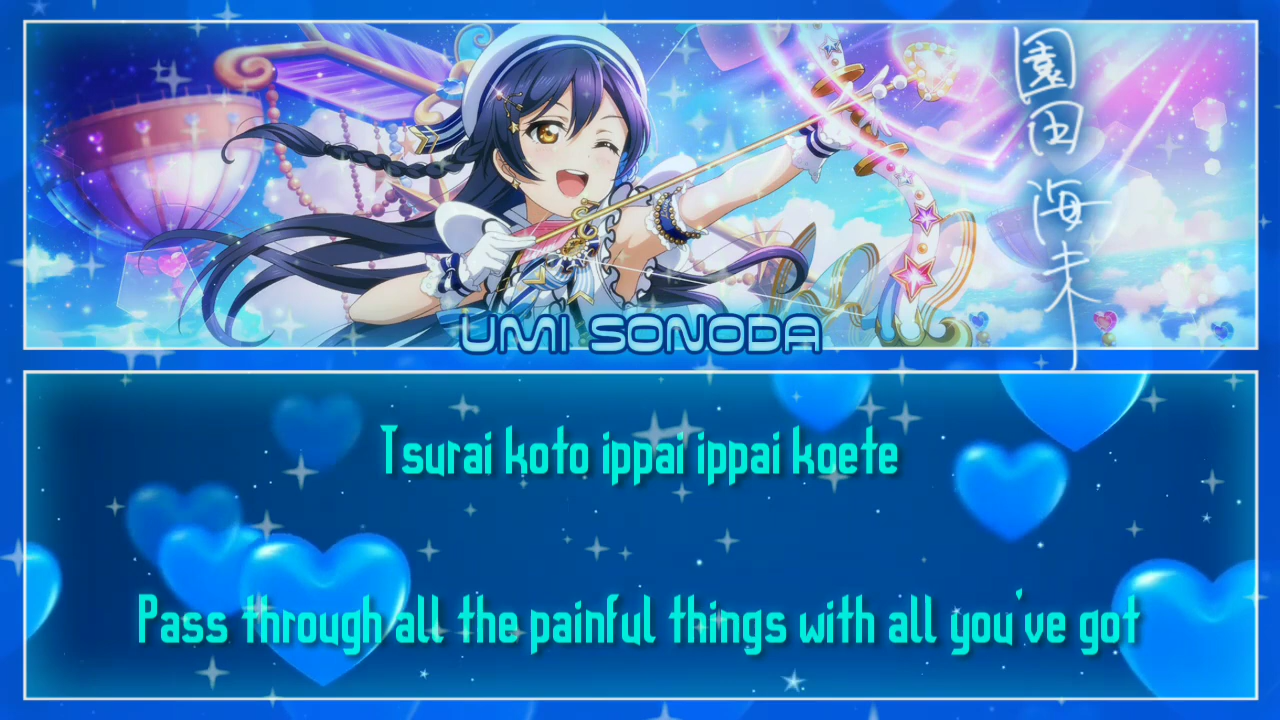 園田海未
UMI SONODA
Tsurai koto ippai ippai koete
Pass through all the painful things with all you've got